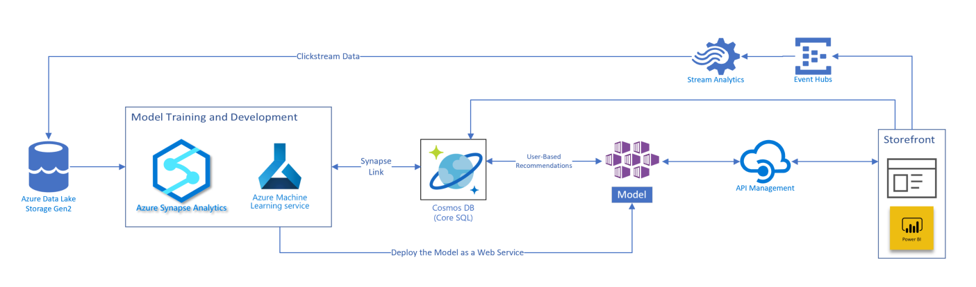 Clickstream Data
Stream Analytics
Event Hubs
Model Training and Development
Storefront
Azure Synapse Analytics
Azure Machine
Learning service
Azure Data Lake
Storage Gen2
Synapse
Link
Cosmos DB
(Core SQL)
User-Based
Recommendations
Model
API Management
Power BI
Deploy the Model as a Web Service